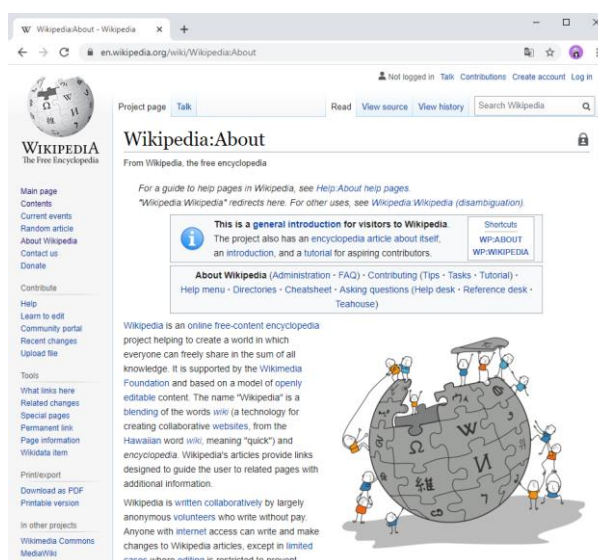 Wikipedia:About - Wikipedia
en.wikipedia.org/wiki/Wikipedia:About
Not logged in Talk Contributions Create account Log in
Project page Talk Read View source View history Search Wikipedia
WIKIPEDIA
The Free Encyclopedia
Wikipedia:About
From Wikipedia, the free encyclopedia
For a guide to help pages in Wikipedia, see Help:About help pages.
"Wikipedia:Wikipedia" redirects here. For other uses, see Wikipedia:Wikipedia (disambiguation).
This is a general introduction for visitors to Wikipedia.
The project also has an encyclopedia article about itself,
an introduction, and a tutorial for aspiring contributors.
Shortcuts
WP:ABOUT
WP:WIKIPEDIA
About Wikipedia (Administration · FAQ) · Contributing (Tips · Tasks · Tutorial) ·
Help menu · Directories · Cheatsheet · Asking questions (Help desk · Reference desk ·
Teahouse)
Main page
Contents
Current events
Random article
About Wikipedia
Contact us
Donate
Contribute
Help
Learn to edit
Community portal
Recent changes
Upload file
Tools
What links here
Related changes
Special pages
Permanent link
Page information
Wikidata item
Print/export
Download as PDF
Printable version
In other projects
Wikimedia Commons
MediaWiki
Wikipedia is an online free-content encyclopedia
project helping to create a world in which
everyone can freely share in the sum of all
knowledge. It is supported by the Wikimedia
Foundation and based on a model of openly
editable content. The name "Wikipedia" is a
blending of the words wiki (a technology for
creating collaborative websites, from the
Hawaiian word wiki, meaning "quick") and
encyclopedia. Wikipedia's articles provide links
designed to guide the user to related pages with
additional information.
Wikipedia is written collaboratively by largely
anonymous volunteers who write without pay.
Anyone with internet access can write and make
changes to Wikipedia articles, except in limited
cases where editing is restricted to prevent
W
Ω
И
維
7